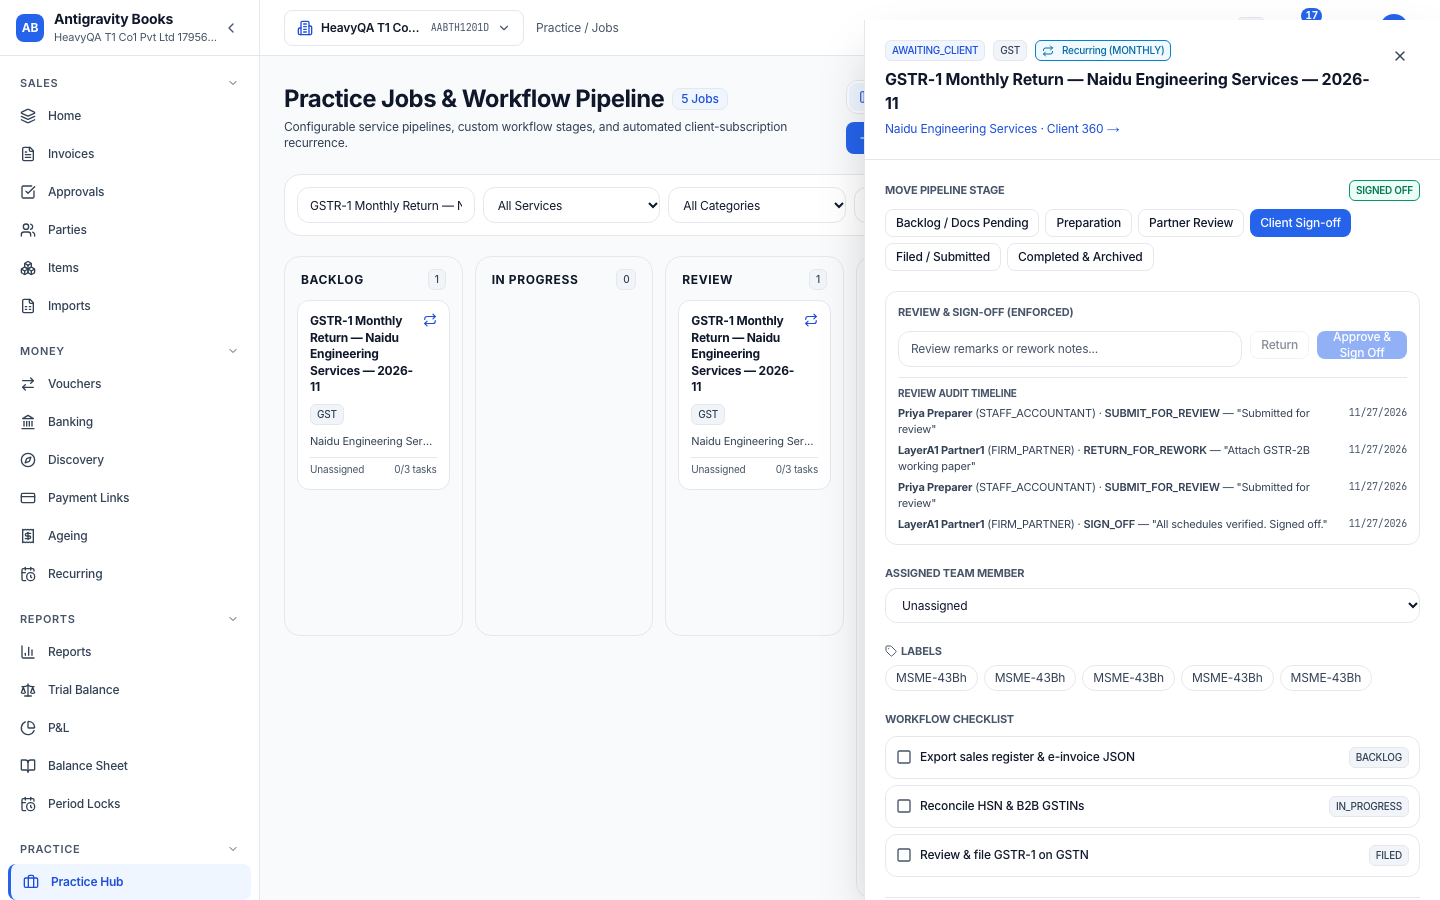 AB
Antigravity Books
HeavyQA T1 Co1 Pvt Ltd 17956...
SALES
Home
Invoices
Approvals
Parties
Items
Imports
MONEY
Vouchers
Banking
Discovery
Payment Links
Ageing
Recurring
REPORTS
Reports
Trial Balance
P&L
Balance Sheet
Period Locks
PRACTICE
Practice Hub
HeavyQA T1 Co... AABTH1201D
Practice / Jobs
17
Practice Jobs & Workflow Pipeline 5 Jobs
Configurable service pipelines, custom workflow stages, and automated client-subscription
recurrence.
GSTR-1 Monthly Return —
All Services
All Categories
BACKLOG 1
GSTR-1 Monthly
Return — Naidu
Engineering
Services — 2026-
11
GST
Naidu Engineering Ser...
Unassigned 0/3 tasks
IN PROGRESS 0
REVIEW 1
GSTR-1 Monthly
Return — Naidu
Engineering
Services — 2026-
11
GST
Naidu Engineering Ser...
Unassigned 0/3 tasks
AWAITING_CLIENT GST Recurring (MONTHLY)
GSTR-1 Monthly Return — Naidu Engineering Services — 2026-
11
Naidu Engineering Services · Client 360 →
MOVE PIPELINE STAGE SIGNED OFF
Backlog / Docs Pending Preparation Partner Review Client Sign-off
Filed / Submitted Completed & Archived
REVIEW & SIGN-OFF (ENFORCED)
Review remarks or rework notes...
Return
Approve &
Sign Off
REVIEW AUDIT TIMELINE
Priya Preparer (STAFF_ACCOUNTANT) · SUBMIT_FOR_REVIEW — "Submitted for 11/27/2026
review"
LayerA1 Partner1 (FIRM_PARTNER) · RETURN_FOR_REWORK — "Attach GSTR-2B 11/27/2026
working paper"
Priya Preparer (STAFF_ACCOUNTANT) · SUBMIT_FOR_REVIEW — "Submitted for 11/27/2026
review"
LayerA1 Partner1 (FIRM_PARTNER) · SIGN_OFF — "All schedules verified. Signed off." 11/27/2026
ASSIGNED TEAM MEMBER
Unassigned
LABELS
MSME-43Bh MSME-43Bh MSME-43Bh MSME-43Bh MSME-43Bh
WORKFLOW CHECKLIST
Export sales register & e-invoice JSON BACKLOG
Reconcile HSN & B2B GSTINs IN_PROGRESS
Review & file GSTR-1 on GSTN FILED